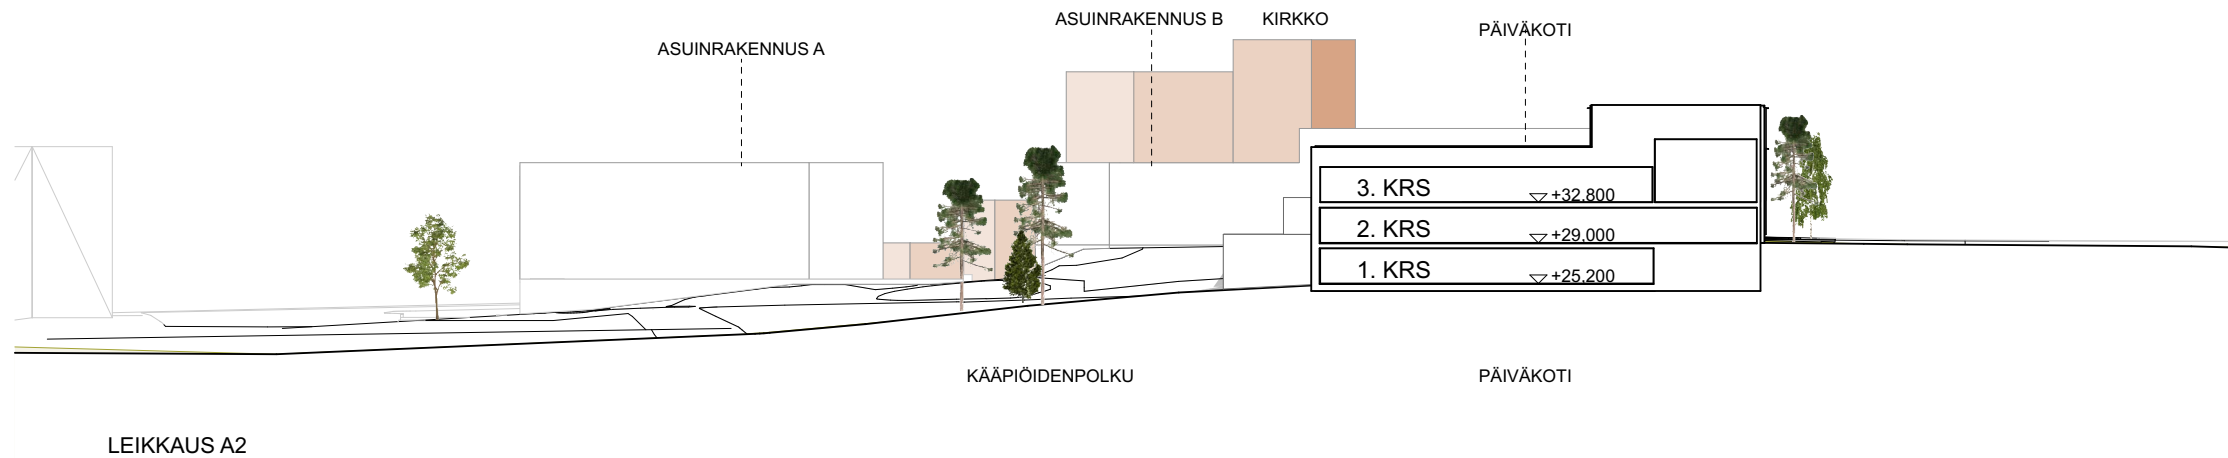 ASUINRAKENNUS B KIRKKO
PÄIVÄKOTI
ASUINRAKENNUS A
3. KRS +32,800
2. KRS +29,000
1. KRS +25,200
KÄÄPIÖIDENPOLKU PÄIVÄKOTI
LEIKKAUS A2